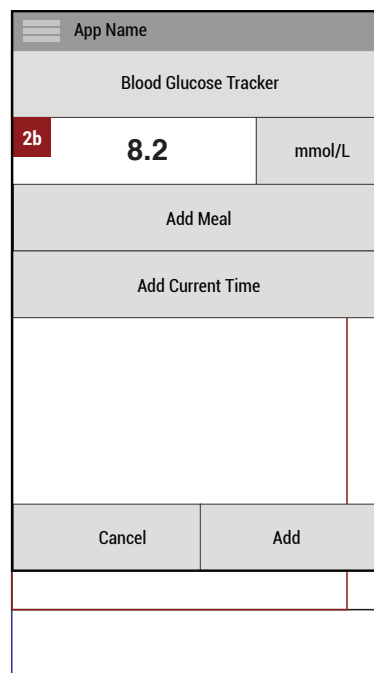 App Name
Blood Glucose Tracker
2b
8.2 mmol/L
Add Meal
Add Current Time
Cancel Add